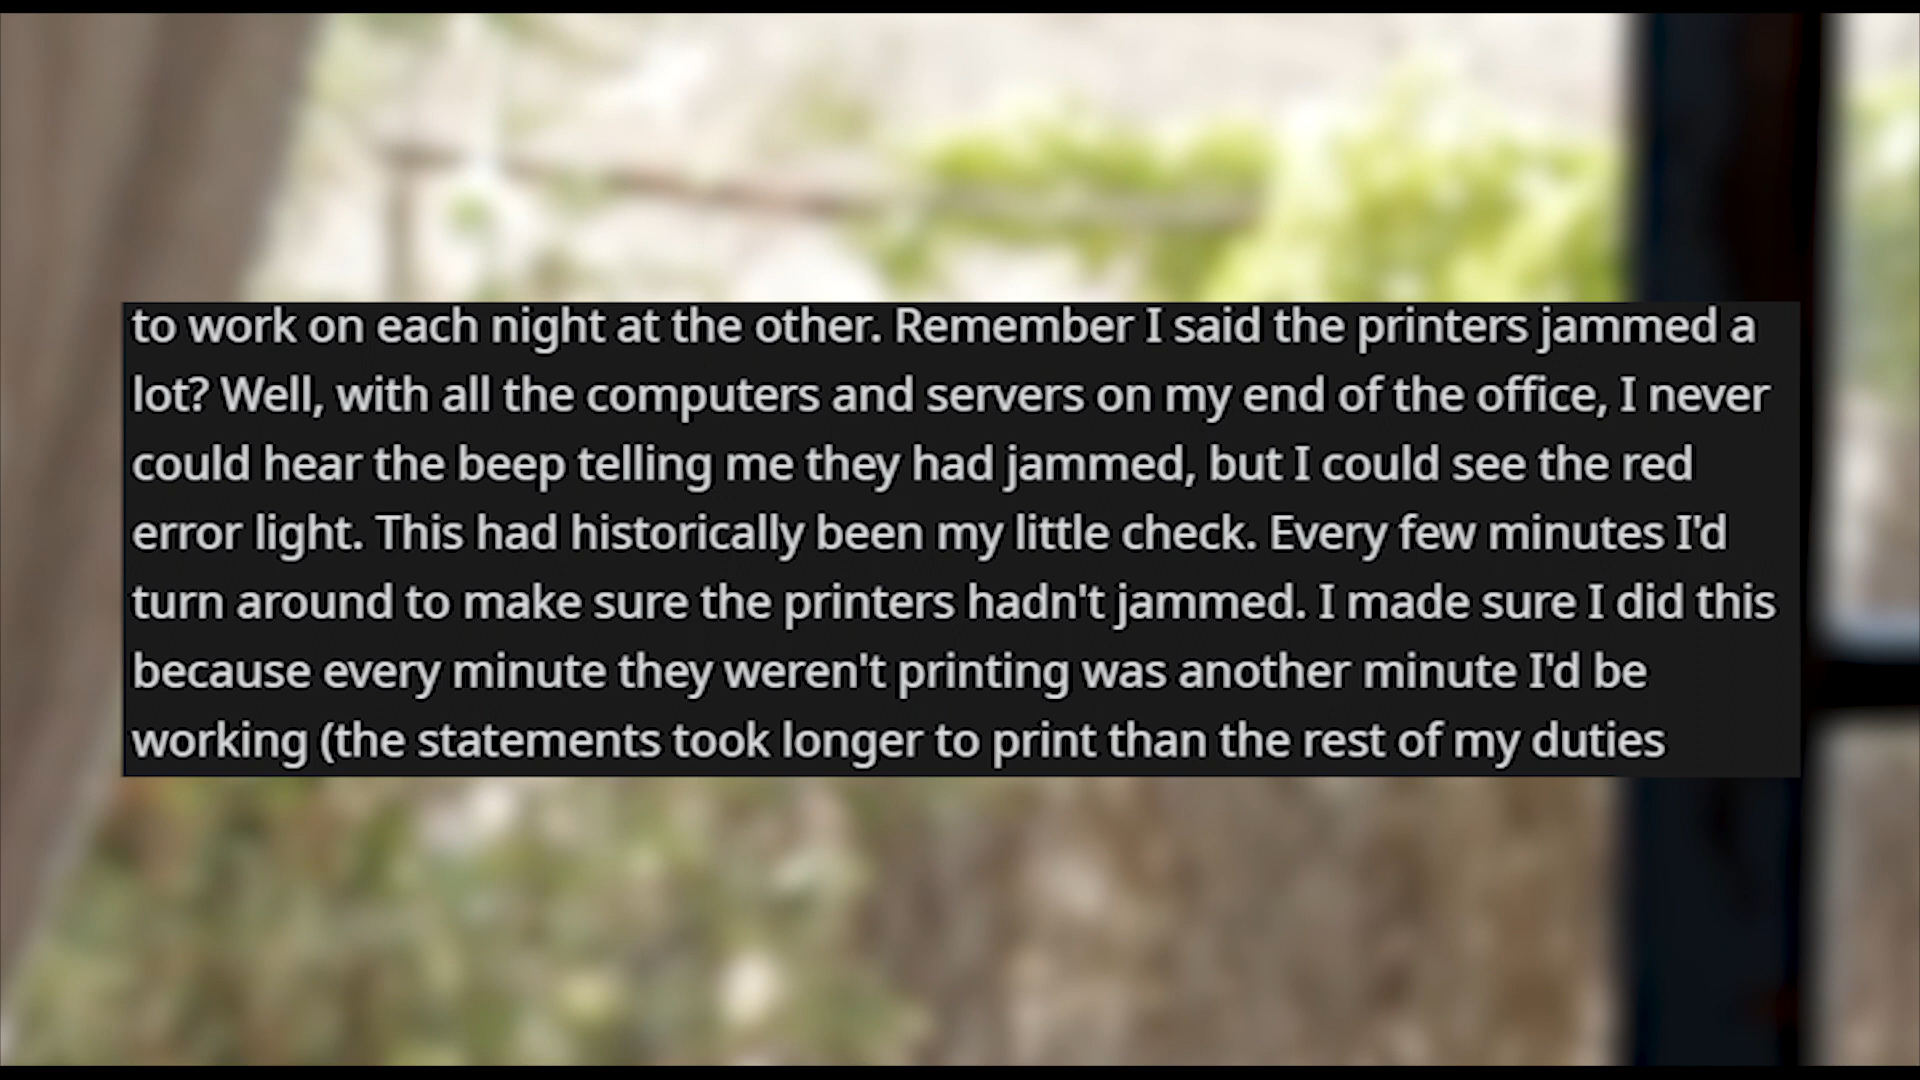 to work on each night at the other. Remember I said the printers jammed a
lot? Well, with all the computers and servers on my end of the office, I never
could hear the beep telling me they had jammed, but I could see the red
error light. This had historically been my little check. Every few minutes I'd
turn around to make sure the printers hadn't jammed. I made sure I did this
because every minute they weren't printing was another minute I'd be
working (the statements took longer to print than the rest of my duties